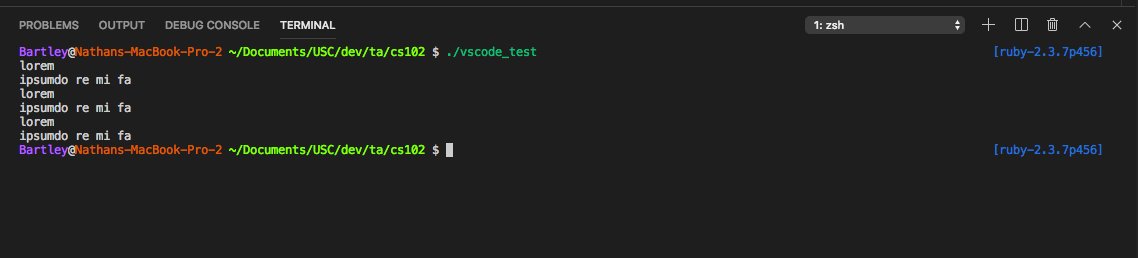 PROBLEMS OUTPUT DEBUG CONSOLE TERMINAL 1: zsh
Bartley@Nathans-MacBook-Pro-2 ~/Documents/USC/dev/ta/cs102 $ ./vscode_test [ruby-2.3.7p456]
lorem
ipsumdo re mi fa
lorem
ipsumdo re mi fa
lorem
ipsumdo re mi fa
Bartley@Nathans-MacBook-Pro-2 ~/Documents/USC/dev/ta/cs102 $ [ruby-2.3.7p456]